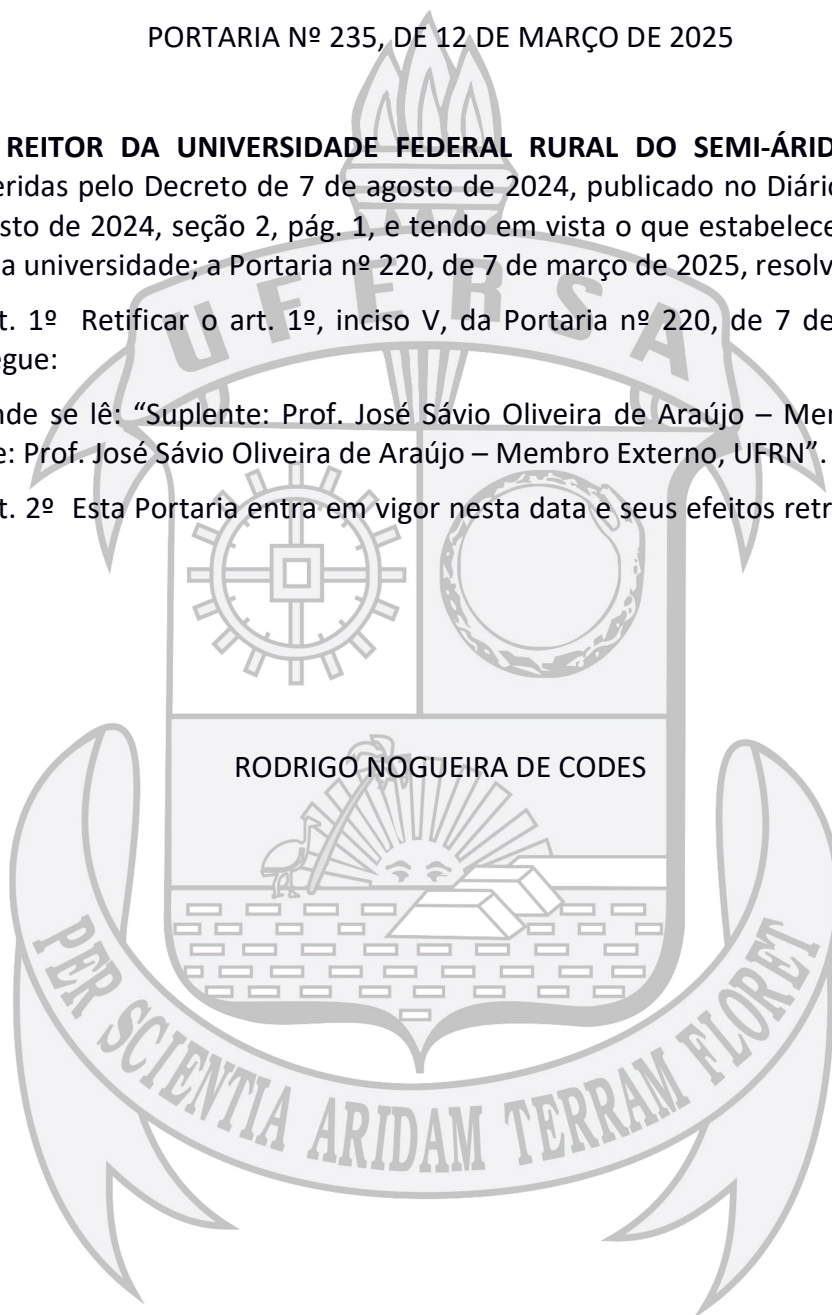 PORTARIA Nº 235, DE 12 DE MARÇO DE 2025
REITOR DA UNIVERSIDADE FEDERAL RURAL DO SEMI-ÁRID
eridas pelo Decreto de 7 de agosto de 2024, publicado no Diário
sto de 2024, seção 2, pág. 1, e tendo em vista o que estabelece
a universidade; a Portaria nº 220, de 7 de março de 2025, resolv
t. 1º Retificar o art. 1º, inciso V, da Portaria nº 220, de 7 de
egue:
nde se lê: “Suplente: Prof. José Sávio Oliveira de Araújo – Mer
e: Prof. José Sávio Oliveira de Araújo – Membro Externo, UFRN”.
t. 2º Esta Portaria entra em vigor nesta data e seus efeitos retr
UFERSA
RODRIGO NOGUEIRA DE CODES
PER SCIENTIA ARIDAM TERRAM FLORET